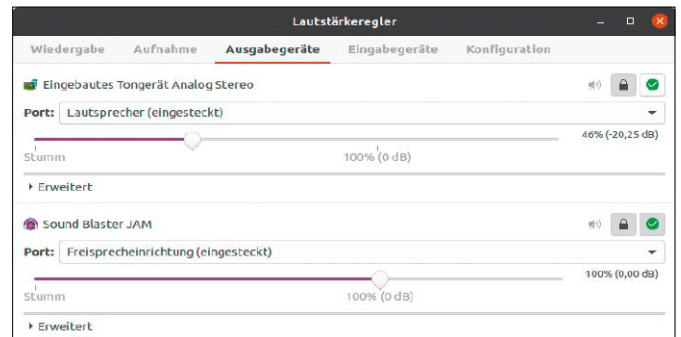 Lautstärkeregler
Wiedergabe Aufnahme Ausgabegeräte Eingabegeräte Konfiguration
Eingebautes Tongerät Analog Stereo
Port: Lautsprecher (eingesteckt)
46% (-20,25 dB)
Stumm 100% (0 dB)
Erweitert
Sound Blaster JAM
Port: Freisprecheinrichtung (eingesteckt)
100% (0,00 dB)
Stumm 100% (0 dB)
Erweitert